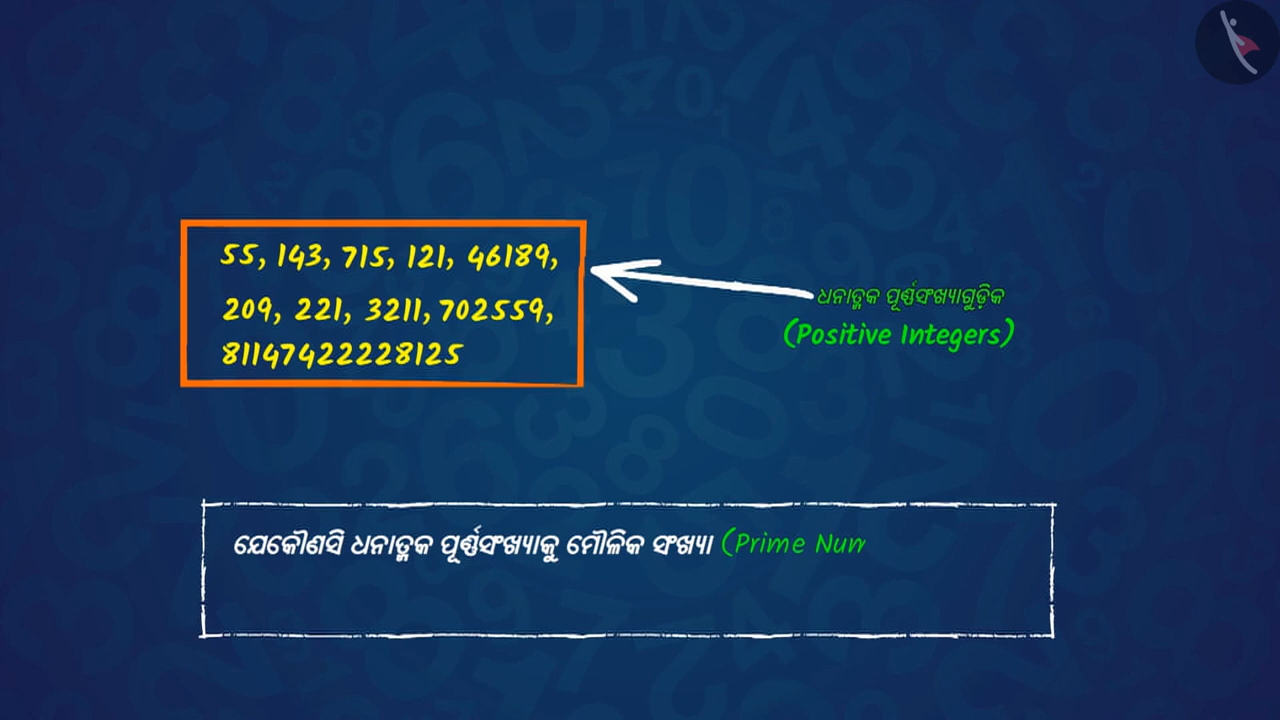 55, 143, 715, 121, 46189,
209, 221, 3211, 702559,
81147422228125
ଧନାତ୍ମକ ପୂର୍ଣ୍ଣସଂଖ୍ୟାଗୁଡ଼ିକ
(Positive Integers)
ଯେକୌଣସି ଧନାତ୍ମକ ପୂର୍ଣ୍ଣସଂଖ୍ୟାକୁ ମୌଳିକ ସଂଖ୍ୟା (Prime Num